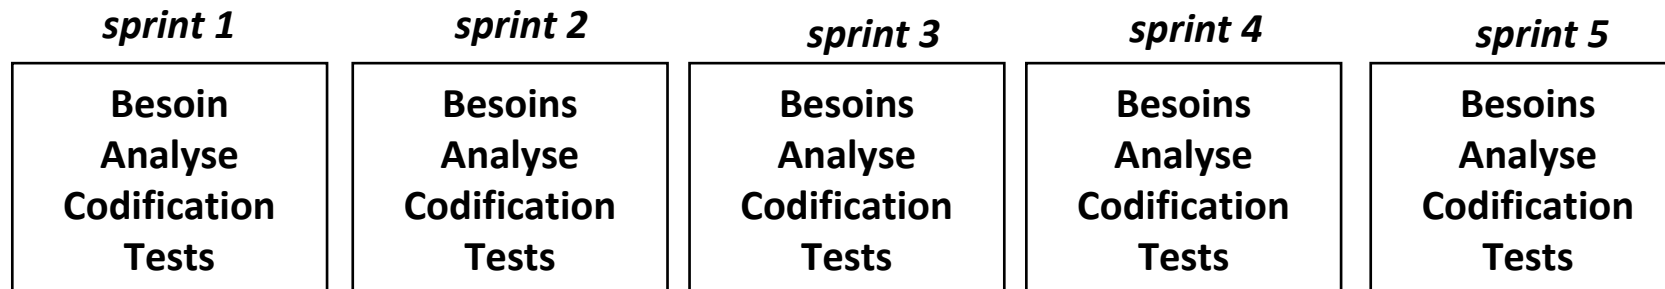 sprint 1
Besoin
Analyse
Codification
Tests
sprint 2
Besoins
Analyse
Codification
Tests
sprint 3
Besoins
Analyse
Codification
Tests
sprint 4
Besoins
Analyse
Codification
Tests
sprint 5
Besoins
Analyse
Codification
Tests